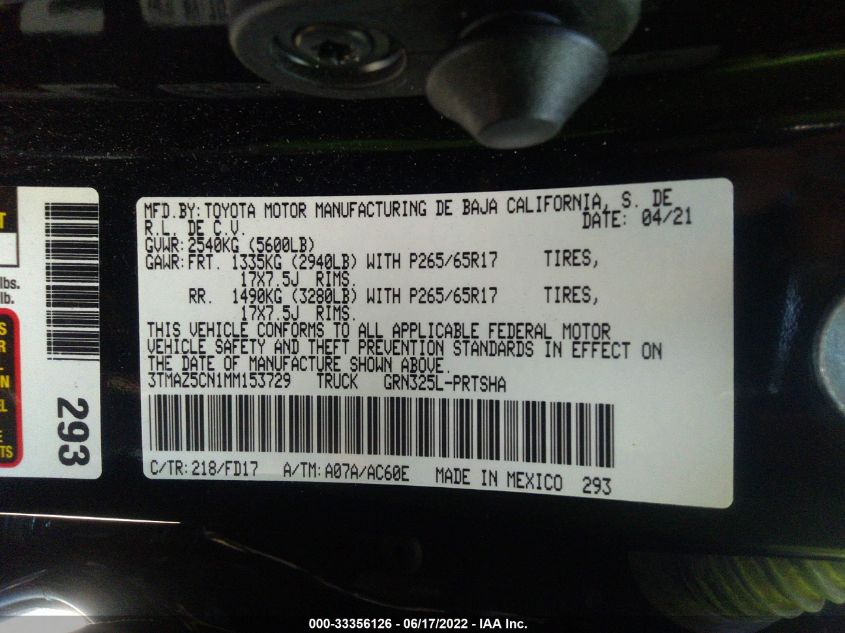 MFD.BY:TOYOTA MOTOR MANUFACTURING DE BAJA CALIFORNIA, S. DE
R.L. DE C.V. DATE: 04/21
GVWR:2540KG (5600LB)
GAWR:FRT. 1335KG (2940LB) WITH P265/65R17 TIRES,
17X7.5J RIMS.
RR. 1490KG (3280LB) WITH P265/65R17 TIRES,
17X7.5J RIMS.
THIS VEHICLE CONFORMS TO ALL APPLICABLE FEDERAL MOTOR
VEHICLE SAFETY AND THEFT PREVENTION STANDARDS IN EFFECT ON
THE DATE OF MANUFACTURE SHOWN ABOVE.
3TMAZ5CN1MM153729 TRUCK GRN325L-PRTSHA
C/TR:218/FD17 A/TM:A07A/AC60E MADE IN MEXICO 293
lbs.
lb.
293
000-33356126 - 06/17/2022 - IAA Inc.